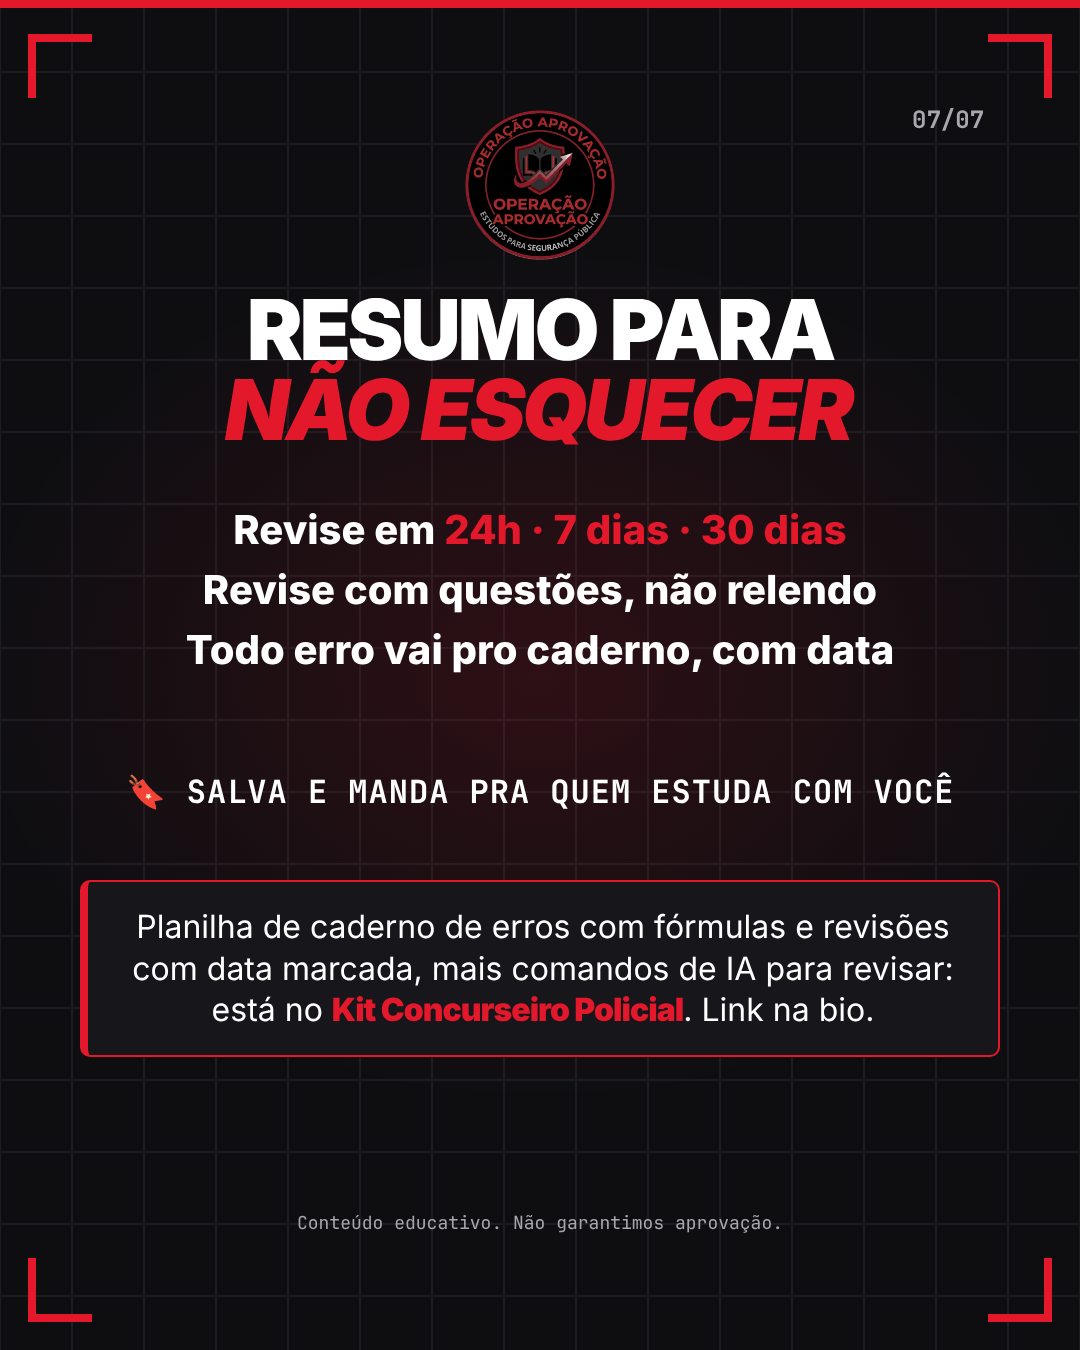 07/07
OPERAÇÃO APROVAÇÃO
OPERAÇÃO
APROVAÇÃO
ESTUDOS PARA SEGURANÇA PÚBLICA
RESUMO PARA
NÃO ESQUECER
Revise em 24h · 7 dias · 30 dias
Revise com questões, não relendo
Todo erro vai pro caderno, com data
SALVA E MANDA PRA QUEM ESTUDA COM VOCÊ
Planilha de caderno de erros com fórmulas e revisões
com data marcada, mais comandos de IA para revisar:
está no Kit Concurseiro Policial. Link na bio.
Conteúdo educativo. Não garantimos aprovação.